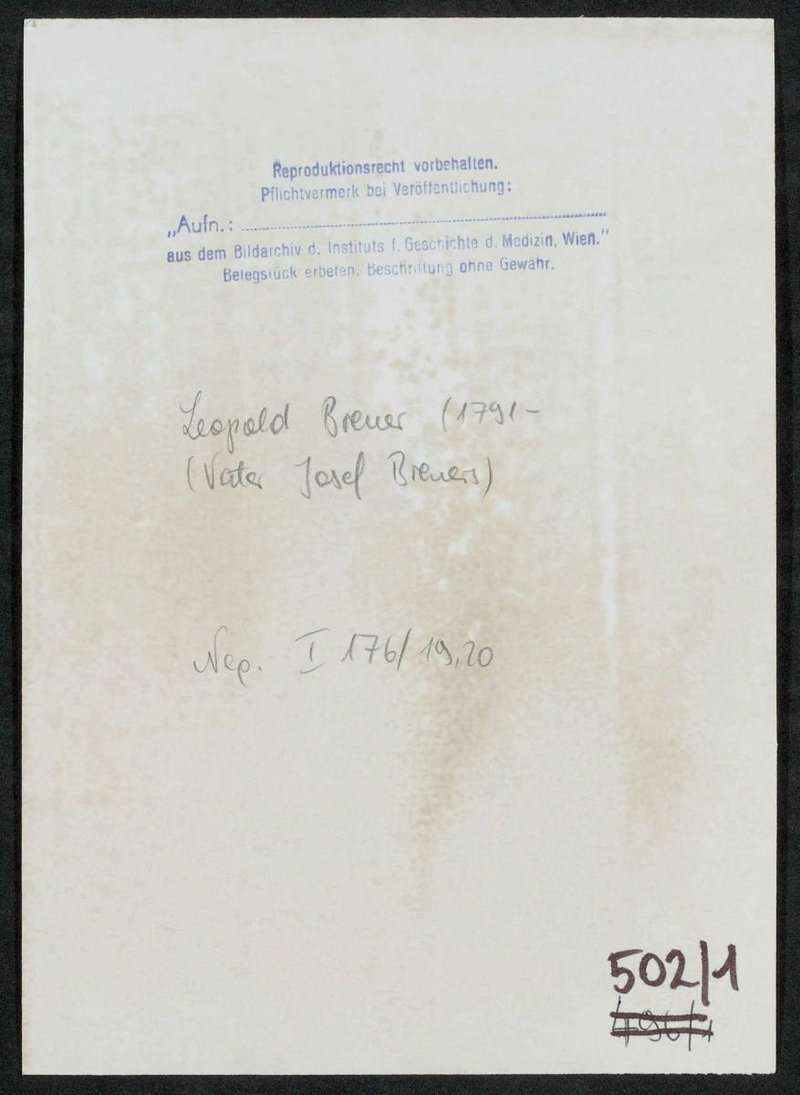 Reproduktionsrecht vorbehalten.
Pflichtvermerk bei Veröffentlichung:
„Aufn.:
aus dem Bildarchiv d. Instituts f. Geschichte d. Medizin, Wien.“
Belegstück erbeten. Beschriftung ohne Gewähr.
Leopold Breuer (1791-
(Vater Josef Breuers)
Neg. I 176/19,20
502/1